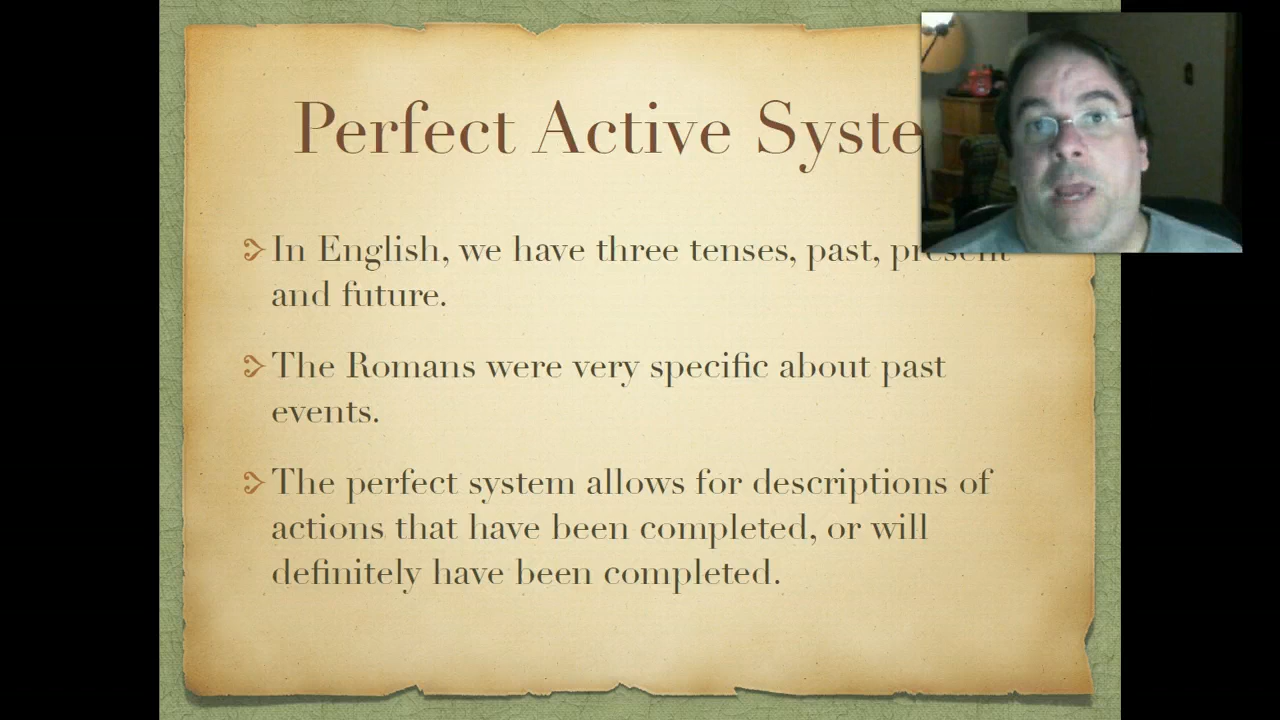 Perfect Active Syste
In English, we have three tenses, past, present
and future.
The Romans were very specific about past
events.
The perfect system allows for descriptions of
actions that have been completed, or will
definitely have been completed.